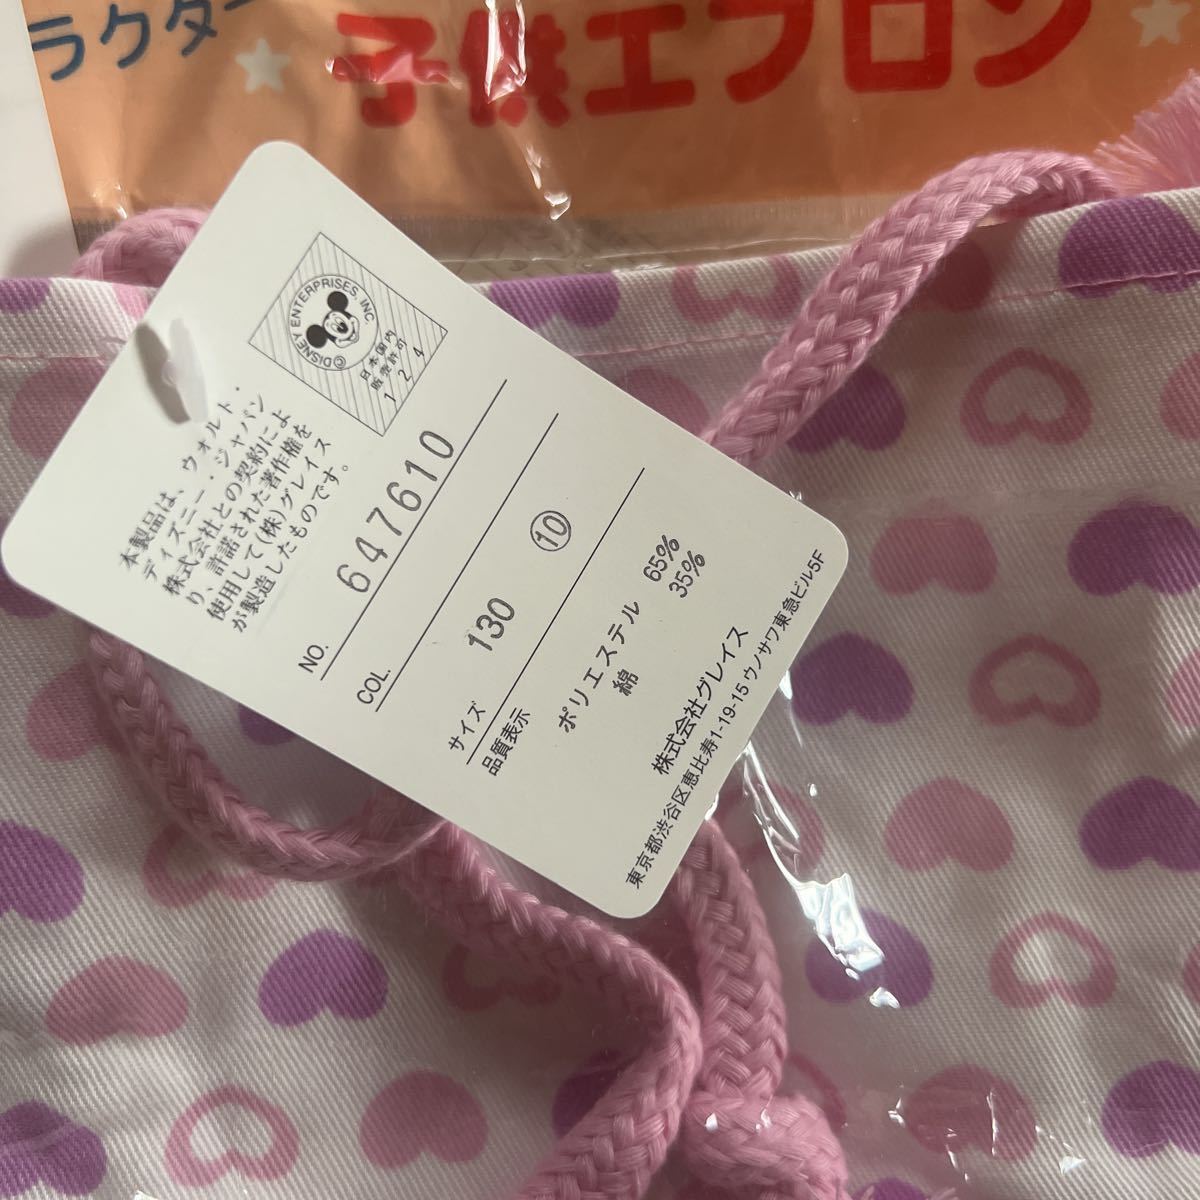 ラクター
子供エプロン
本製品は、ウォルト・
ディズニー・ジャパン
株式会社との契約によ
り、許諾された著作権を
使用して(株)グレイス
が製造したものです。
©DISNEY ENTERPRISES, INC.
日本国内
販売許可
124
NO. 647610
COL.
サイズ 130 ⑩
品質表示
ポリエステル 65%
綿 35%
株式会社グレイス
東京都渋谷区恵比寿1-19-15 ウノサワ東急ビル5F